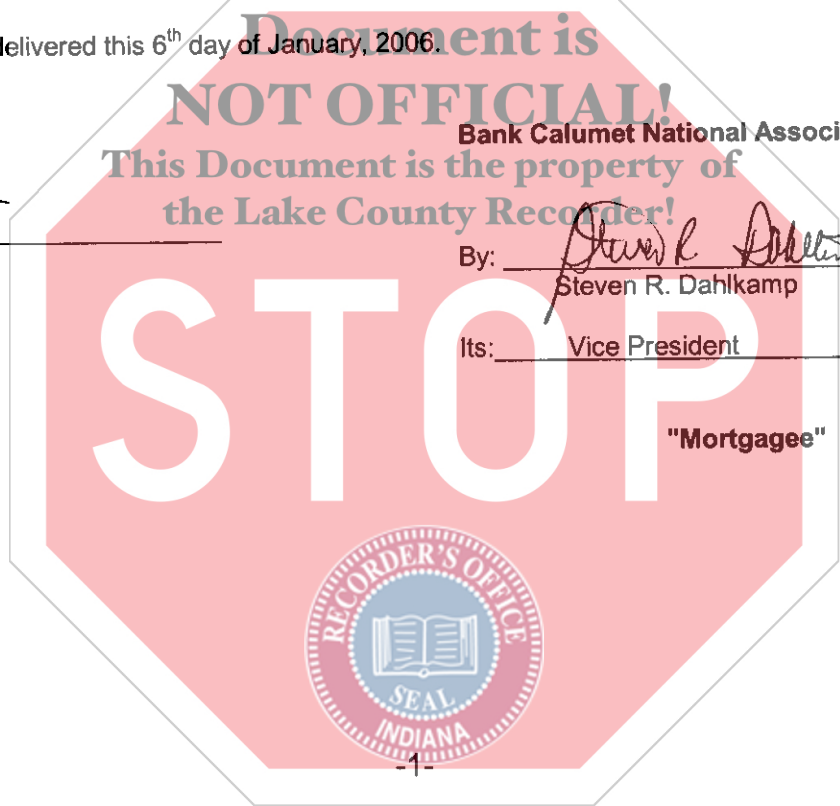 Document is
delivered this 6th day of January, 2006.
NOT OFFICIAL!
Bank Calumet National Associ
This Document is the property of
the Lake County Recorder!
By: Steven R Dahlk
Steven R. Dahlkamp
Its: Vice President
STOP
"Mortgagee"
RECORDER'S OFFICE
SEAL
INDIANA
-1-